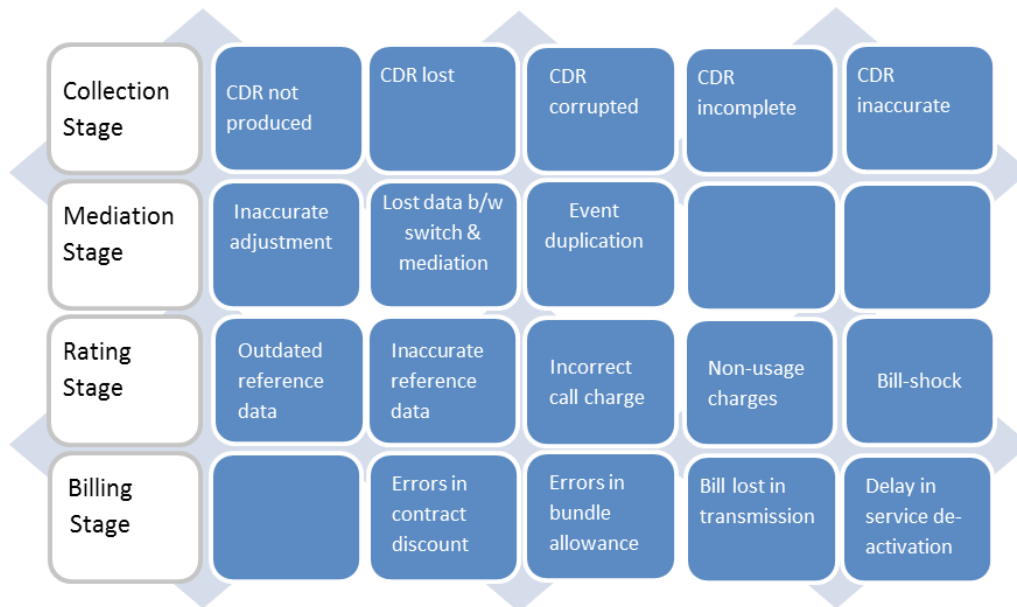 Collection
Stage
CDR not
produced
CDR lost
CDR
corrupted
CDR
incomplete
CDR
inaccurate
Mediation
Stage
Inaccurate
adjustment
Lost data b/w
switch &
mediation
Event
duplication
Rating
Stage
Outdated
reference
data
Inaccurate
reference
data
Incorrect
call charge
Non-usage
charges
Bill-shock
Billing
Stage
Errors in
contract
discount
Errors in
bundle
allowance
Bill lost in
transmission
Delay in
service de-
activation